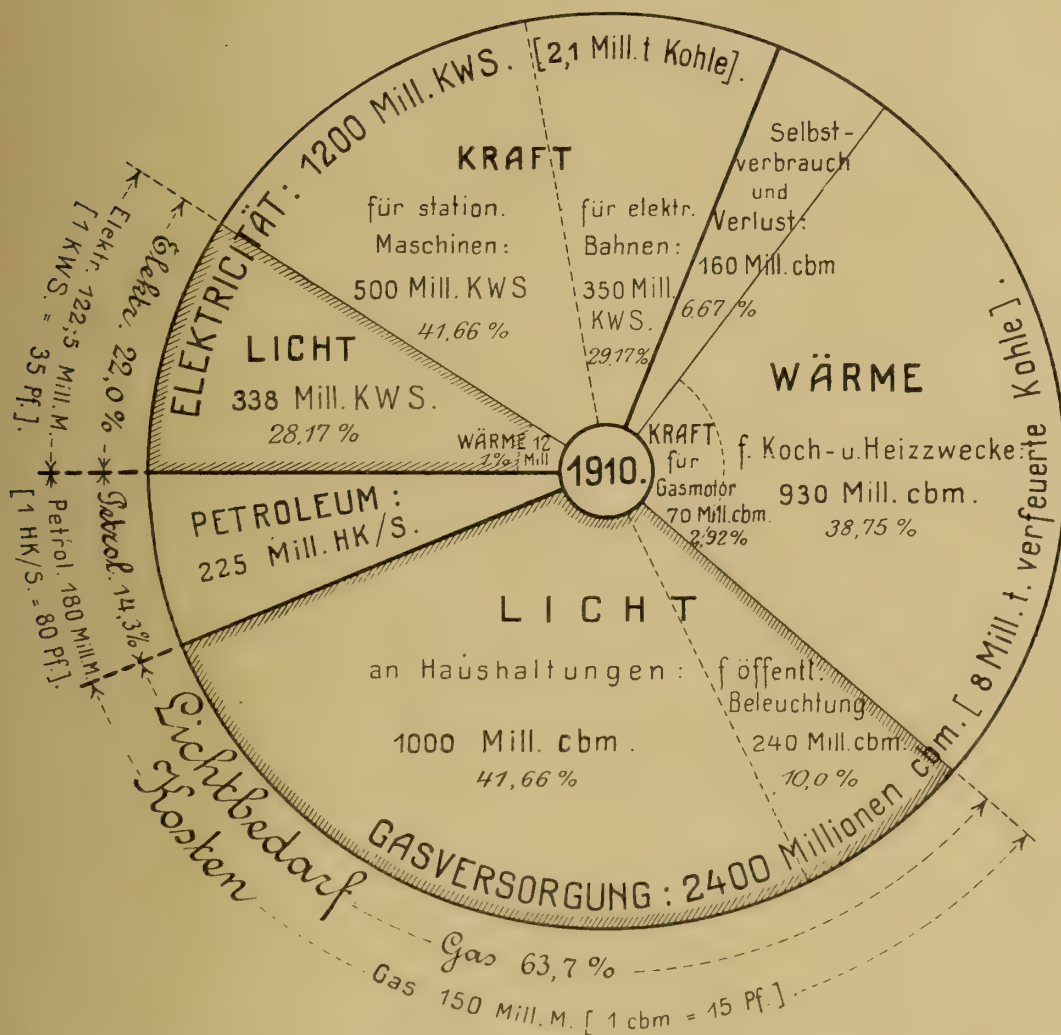 ELEKTRICITÄT: 1200 Mill. KWS. [2,1 Mill. t Kohle].
KRAFT
für station.
Maschinen:
500 Mill. KWS
41,66 %
für elektr.
Bahnen:
350 Mill.
KWS.
29,17 %
LICHT
338 Mill. KWS.
28,17 %
WÄRME 12
Mill
1 %
Selbst-
verbrauch
und
Verlust:
160 Mill. cbm
6,67 %
WÄRME
f. Koch- u. Heizzwecke:
930 Mill. cbm.
38,75 %
KRAFT
für
Gasmotor
70 Mill. cbm.
2,92 %
1910.
PETROLEUM:
225 Mill. HK/S.
LICHT
an Haushaltungen:
1000 Mill. cbm.
41,66 %
f öffentl.
Beleuchtung
240 Mill. cbm.
10,0 %
GASVERSORGUNG: 2400 Millionen cbm. [8 Mill. t. verfeuerte Kohle].
Elektr. 22,0 %
Elektr. 122,5 Mill. M.
[1 KWS. = 35 Pf.].
Petrol. 14,3 %
Petrol. 180 Mill. M.
[1 HK/S. = 80 Pf.].
Lichtbedarf
Kosten
Gas 63,7 %
Gas 150 Mill. M. [1 cbm = 15 Pf.]